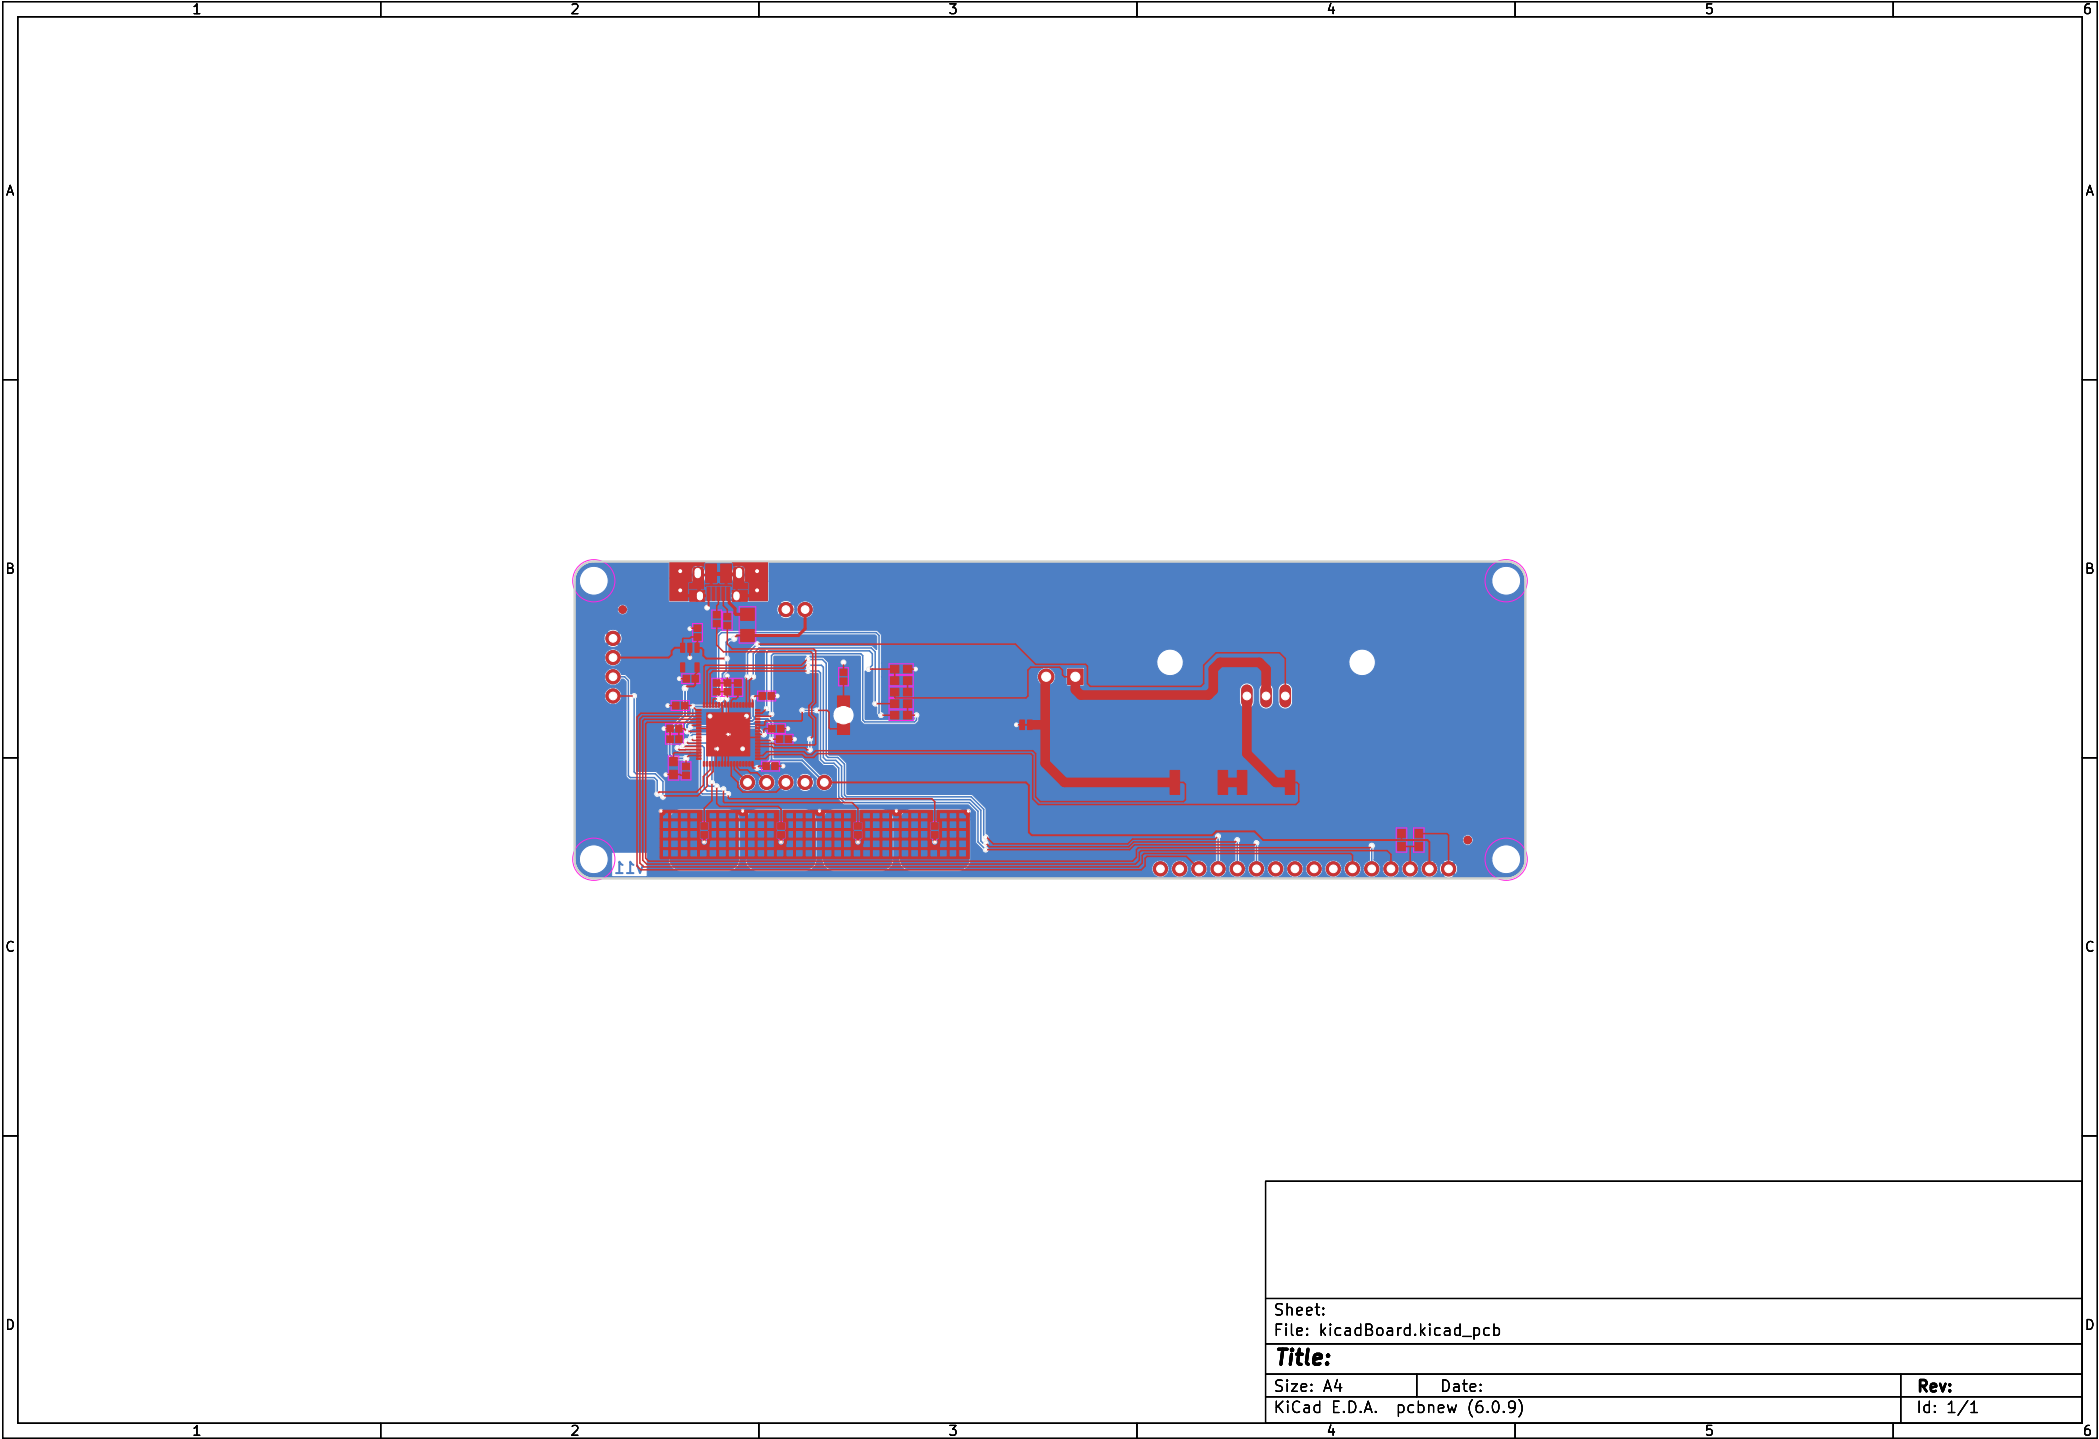 1 2 3 4 5 6
A A
B B
v11
C C
Sheet:
File: kicadBoard.kicad_pcb
D D
Title:
Size: A4 Date: Rev:
KiCad E.D.A. pcbnew (6.0.9) Id: 1/1
1 2 3 4 5 6